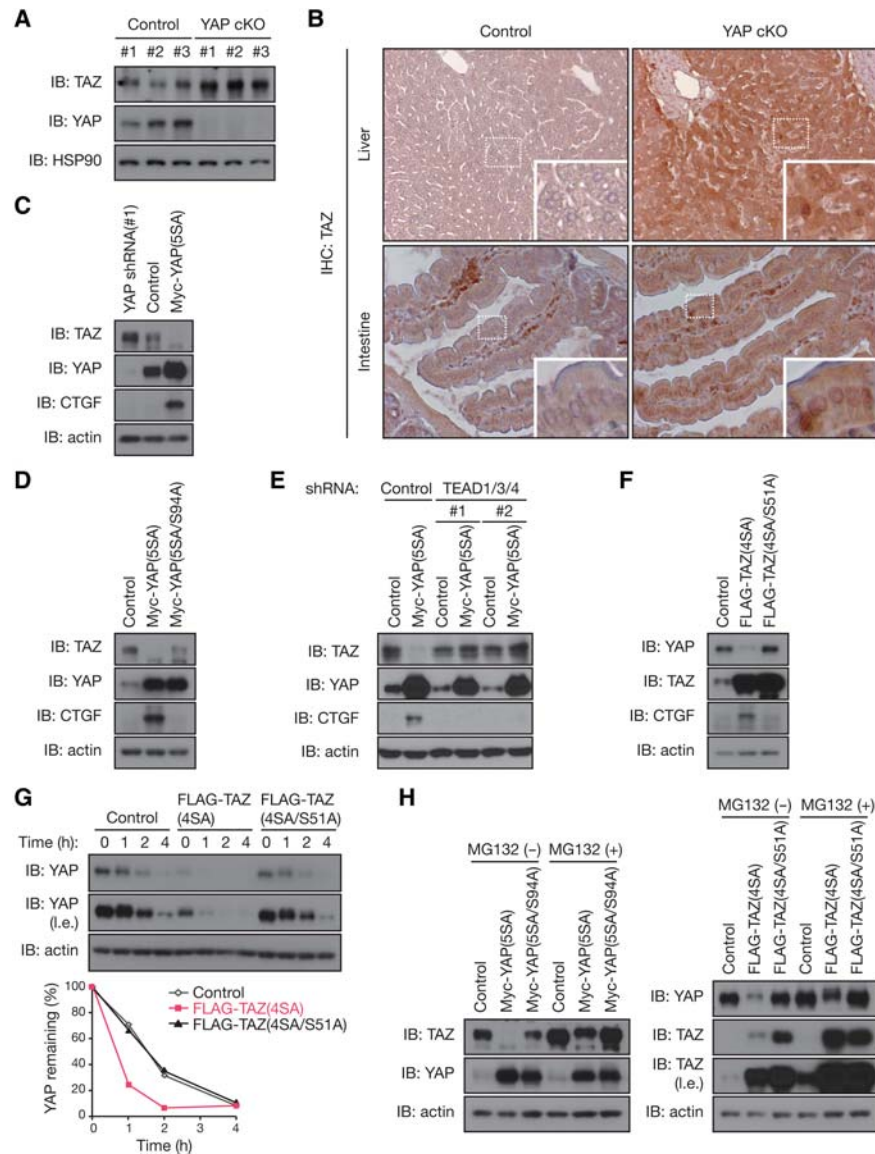 A
Control YAP cKO
#1 #2 #3 #1 #2 #3
IB: TAZ
IB: YAP
IB: HSP90
B
Control YAP cKO
IHC: TAZ
Liver
Intestine
C
YAP shRNA(#1)
Control
Myc-YAP(5SA)
IB: TAZ
IB: YAP
IB: CTGF
IB: actin
D
Control
Myc-YAP(5SA)
Myc-YAP(5SA/S94A)
IB: TAZ
IB: YAP
IB: CTGF
IB: actin
E
shRNA: Control TEAD1/3/4
#1 #2
Control
Myc-YAP(5SA)
Control
Myc-YAP(5SA)
Control
Myc-YAP(5SA)
IB: TAZ
IB: YAP
IB: CTGF
IB: actin
F
Control
FLAG-TAZ(4SA)
FLAG-TAZ(4SA/S51A)
IB: YAP
IB: TAZ
IB: CTGF
IB: actin
G
Control FLAG-TAZ (4SA) FLAG-TAZ (4SA/S51A)
Time (h): 0 1 2 4 0 1 2 4 0 1 2 4
IB: YAP
IB: YAP (l.e.)
IB: actin
YAP remaining (%)
100
80
60
40
20
0
Control
FLAG-TAZ(4SA)
FLAG-TAZ(4SA/S51A)
0 1 2 3 4
Time (h)
H
MG132 (–) MG132 (+)
Control
Myc-YAP(5SA)
Myc-YAP(5SA/S94A)
Control
Myc-YAP(5SA)
Myc-YAP(5SA/S94A)
IB: TAZ
IB: YAP
IB: actin
MG132 (–) MG132 (+)
Control
FLAG-TAZ(4SA)
FLAG-TAZ(4SA/S51A)
Control
FLAG-TAZ(4SA)
FLAG-TAZ(4SA/S51A)
IB: YAP
IB: TAZ
IB: TAZ (l.e.)
IB: actin